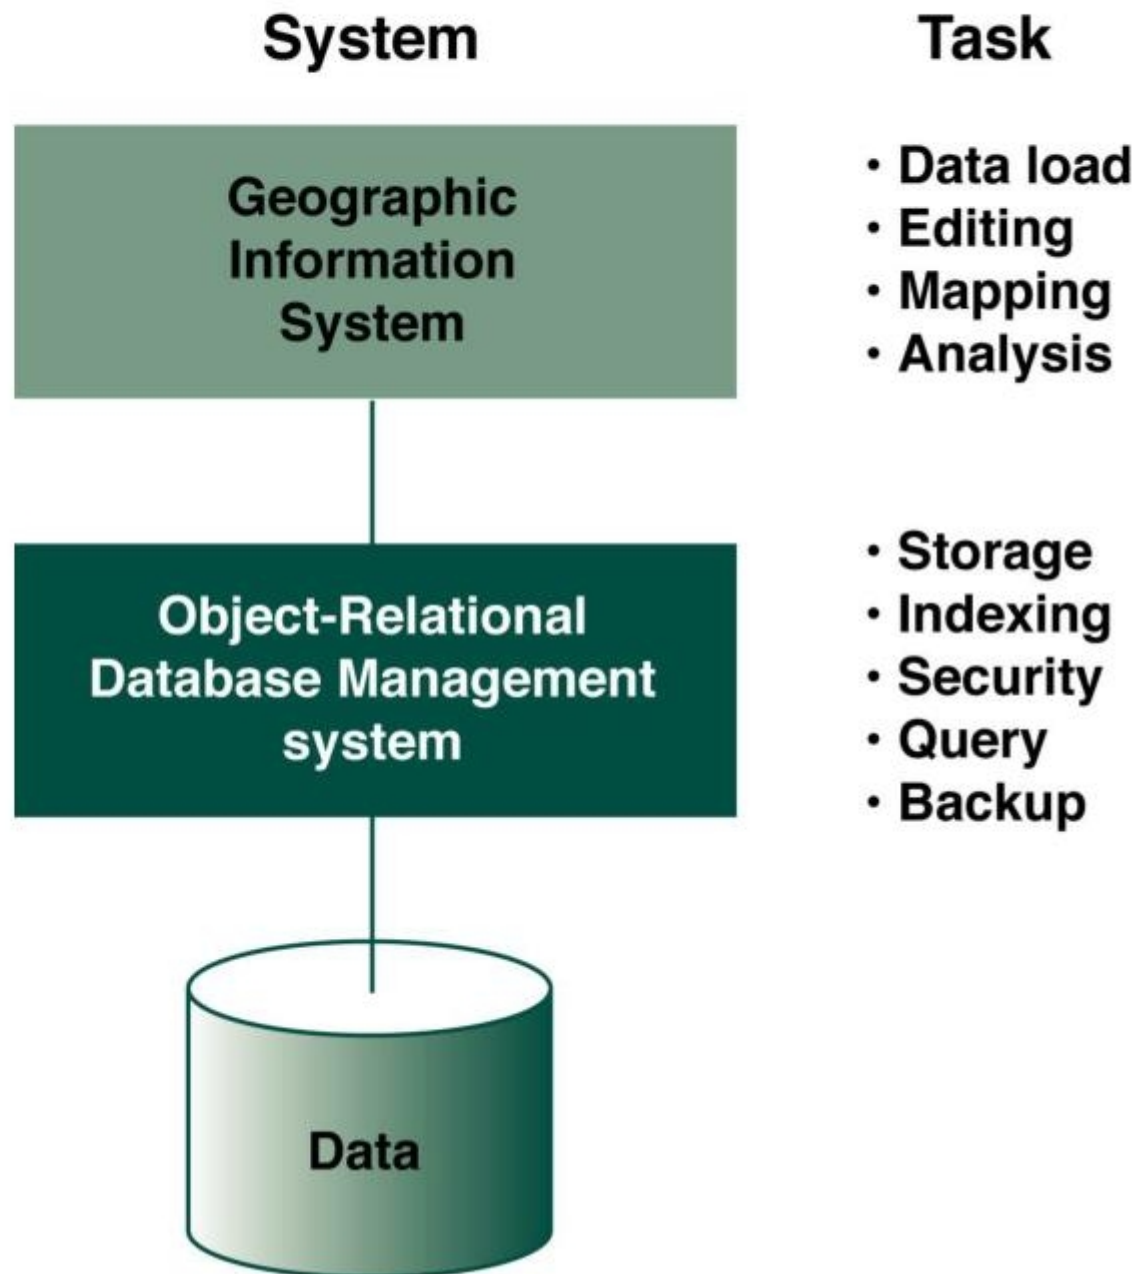 System
Task
Geographic
Information
System
• Data load
• Editing
• Mapping
• Analysis
Object-Relational
Database Management
system
• Storage
• Indexing
• Security
• Query
• Backup
Data